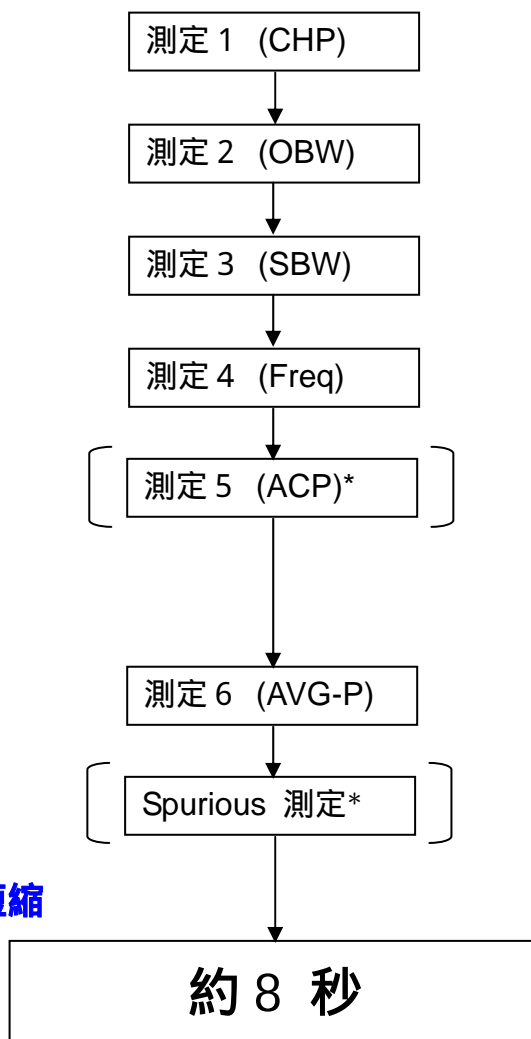 測定 1 (CHP)
測定 2 (OBW)
測定 3 (SBW)
測定 4 (Freq)
測定 5 (ACP)*
測定 6 (AVG-P)
Spurious 測定*
短縮
約 8 秒